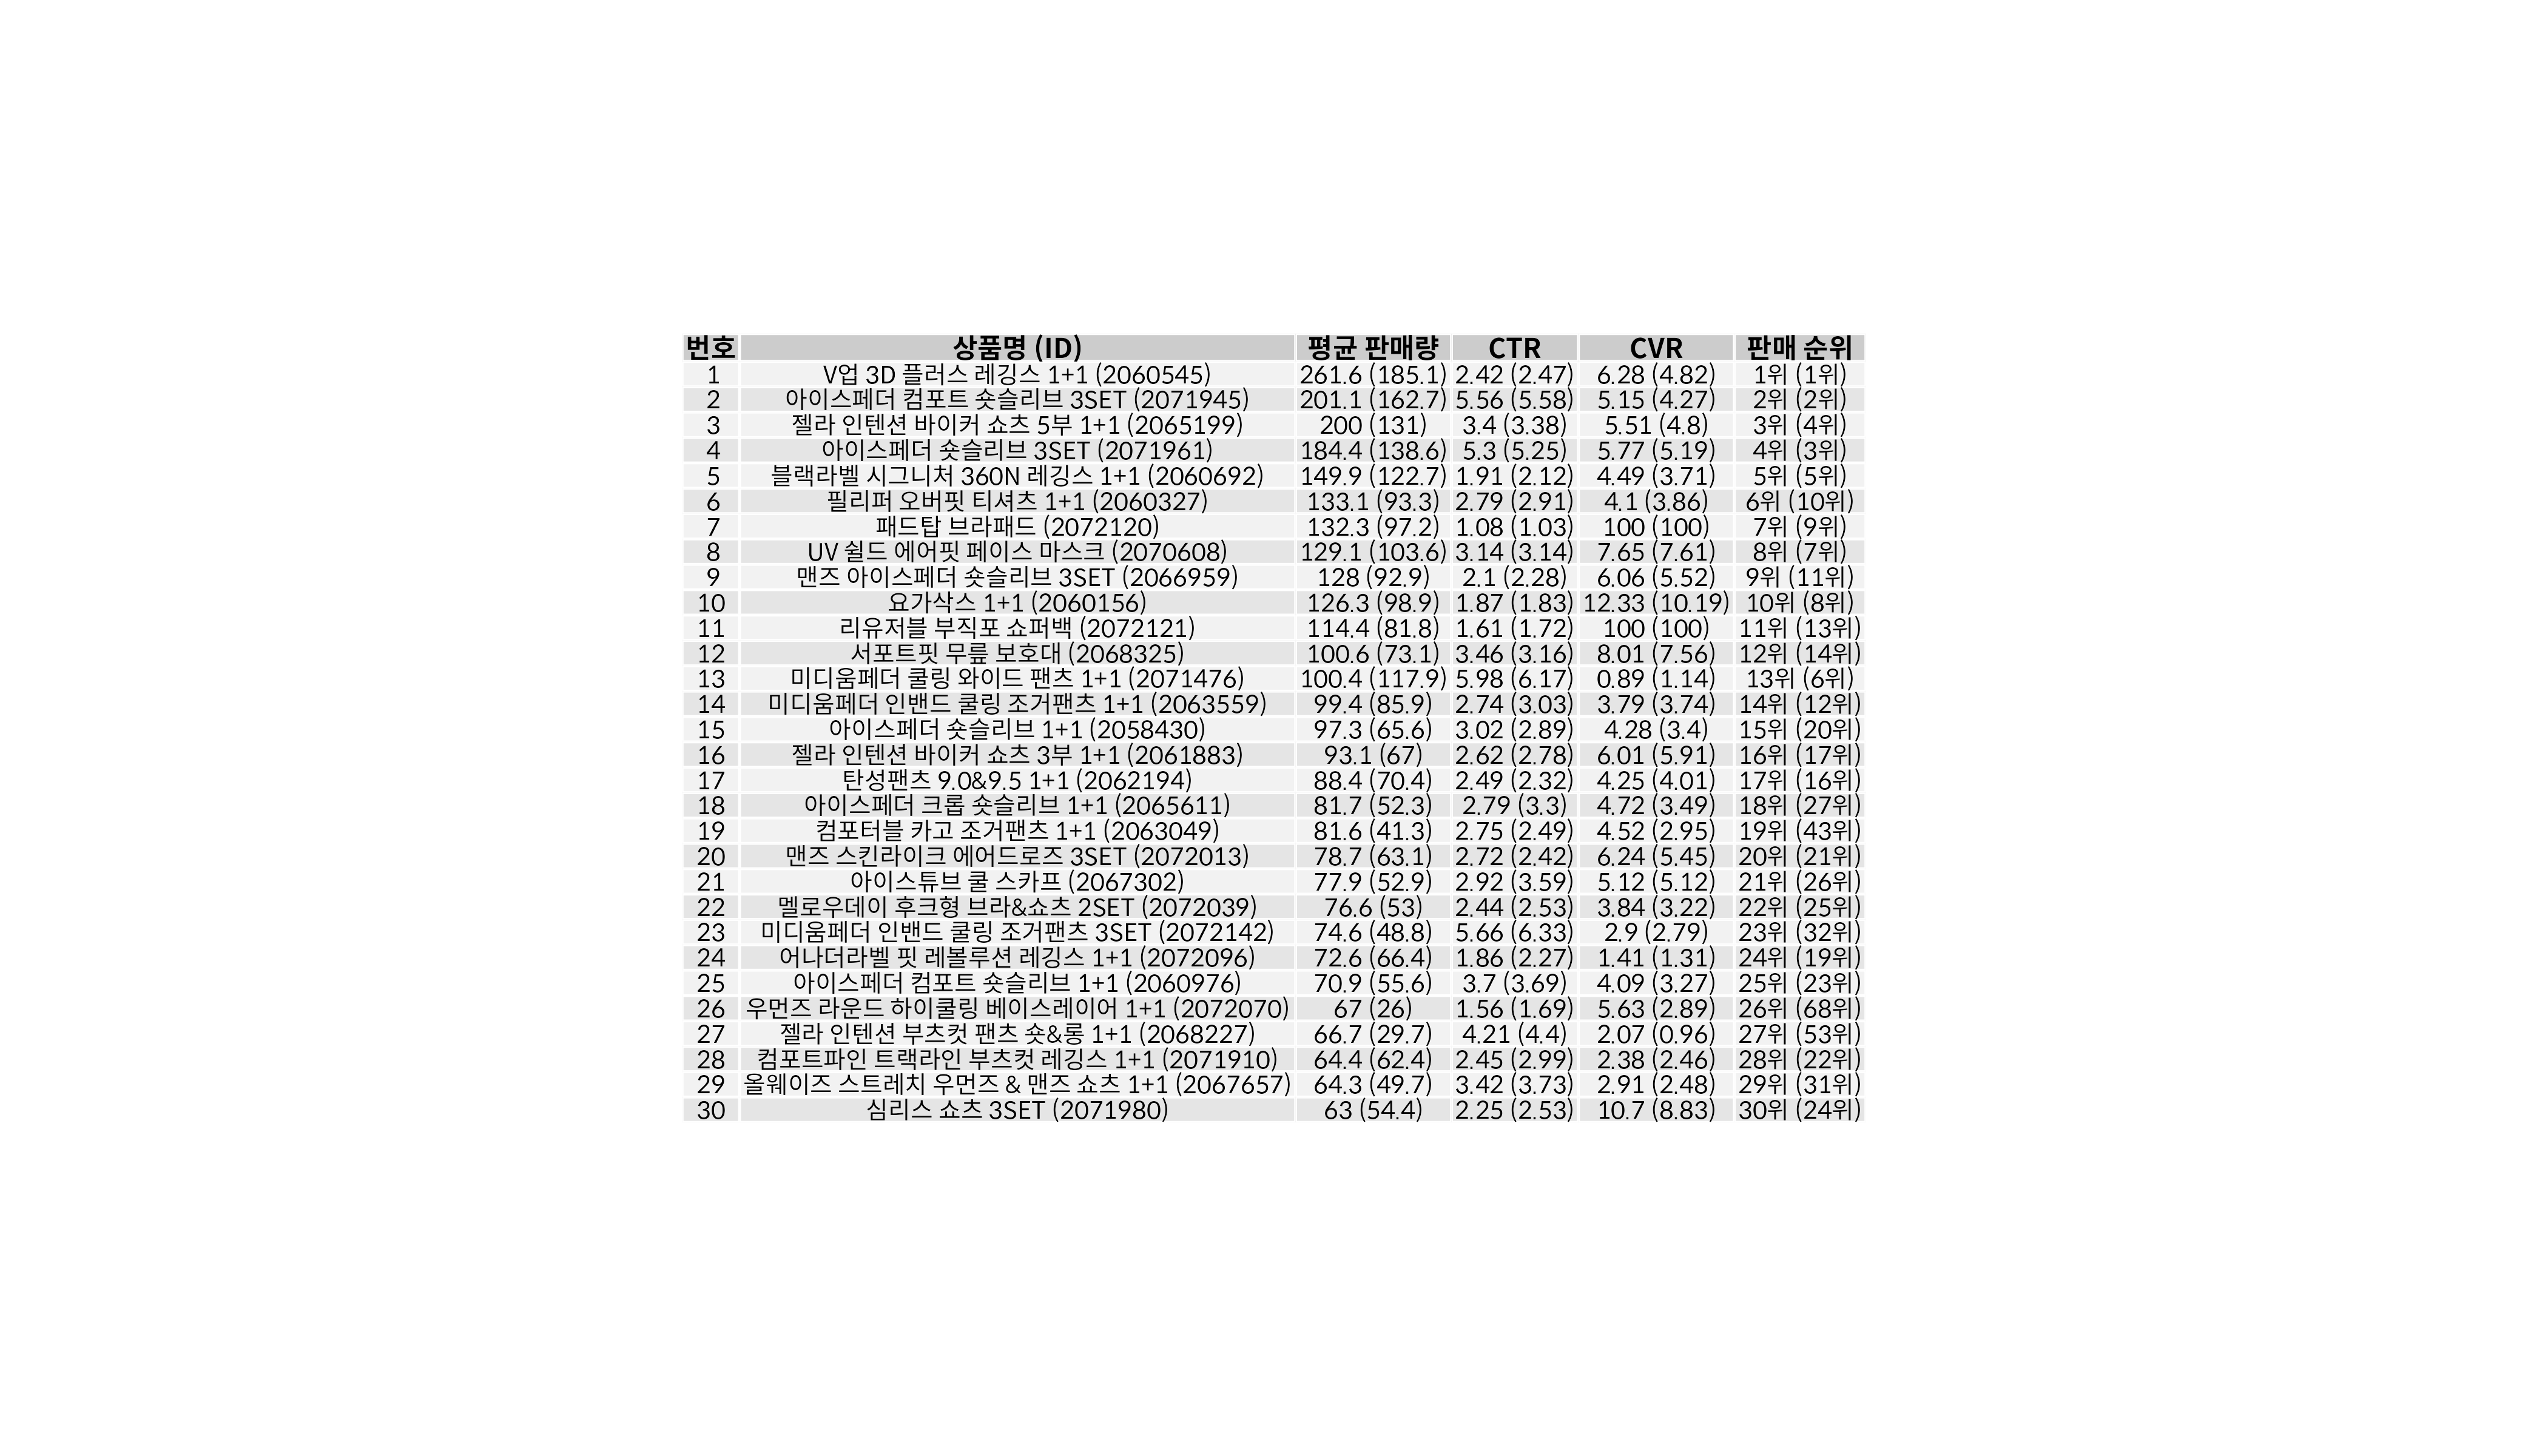 번호 상품명 (ID) 평균 판매량 CTR CVR 판매 순위
1 V업 3D 플러스 레깅스 1+1 (2060545) 261.6 (185.1) 2.42 (2.47) 6.28 (4.82) 1위 (1위)
2 아이스페더 컴포트 숏슬리브 3SET (2071945) 201.1 (162.7) 5.56 (5.58) 5.15 (4.27) 2위 (2위)
3 젤라 인텐션 바이커 쇼츠 5부 1+1 (2065199) 200 (131) 3.4 (3.38) 5.51 (4.8) 3위 (4위)
4 아이스페더 숏슬리브 3SET (2071961) 184.4 (138.6) 5.3 (5.25) 5.77 (5.19) 4위 (3위)
5 블랙라벨 시그니처 360N 레깅스 1+1 (2060692) 149.9 (122.7) 1.91 (2.12) 4.49 (3.71) 5위 (5위)
6 필리퍼 오버핏 티셔츠 1+1 (2060327) 133.1 (93.3) 2.79 (2.91) 4.1 (3.86) 6위 (10위)
7 패드탑 브라패드 (2072120) 132.3 (97.2) 1.08 (1.03) 100 (100) 7위 (9위)
8 UV 쉴드 에어핏 페이스 마스크 (2070608) 129.1 (103.6) 3.14 (3.14) 7.65 (7.61) 8위 (7위)
9 맨즈 아이스페더 숏슬리브 3SET (2066959) 128 (92.9) 2.1 (2.28) 6.06 (5.52) 9위 (11위)
10 요가삭스 1+1 (2060156) 126.3 (98.9) 1.87 (1.83) 12.33 (10.19) 10위 (8위)
11 리유저블 부직포 쇼퍼백 (2072121) 114.4 (81.8) 1.61 (1.72) 100 (100) 11위 (13위)
12 서포트핏 무릎 보호대 (2068325) 100.6 (73.1) 3.46 (3.16) 8.01 (7.56) 12위 (14위)
13 미디움페더 쿨링 와이드 팬츠 1+1 (2071476) 100.4 (117.9) 5.98 (6.17) 0.89 (1.14) 13위 (6위)
14 미디움페더 인밴드 쿨링 조거팬츠 1+1 (2063559) 99.4 (85.9) 2.74 (3.03) 3.79 (3.74) 14위 (12위)
15 아이스페더 숏슬리브 1+1 (2058430) 97.3 (65.6) 3.02 (2.89) 4.28 (3.4) 15위 (20위)
16 젤라 인텐션 바이커 쇼츠 3부 1+1 (2061883) 93.1 (67) 2.62 (2.78) 6.01 (5.91) 16위 (17위)
17 탄성팬츠 9.0&9.5 1+1 (2062194) 88.4 (70.4) 2.49 (2.32) 4.25 (4.01) 17위 (16위)
18 아이스페더 크롭 숏슬리브 1+1 (2065611) 81.7 (52.3) 2.79 (3.3) 4.72 (3.49) 18위 (27위)
19 컴포터블 카고 조거팬츠 1+1 (2063049) 81.6 (41.3) 2.75 (2.49) 4.52 (2.95) 19위 (43위)
20 맨즈 스킨라이크 에어드로즈 3SET (2072013) 78.7 (63.1) 2.72 (2.42) 6.24 (5.45) 20위 (21위)
21 아이스튜브 쿨 스카프 (2067302) 77.9 (52.9) 2.92 (3.59) 5.12 (5.12) 21위 (26위)
22 멜로우데이 후크형 브라&쇼츠 2SET (2072039) 76.6 (53) 2.44 (2.53) 3.84 (3.22) 22위 (25위)
23 미디움페더 인밴드 쿨링 조거팬츠 3SET (2072142) 74.6 (48.8) 5.66 (6.33) 2.9 (2.79) 23위 (32위)
24 어나더라벨 핏 레볼루션 레깅스 1+1 (2072096) 72.6 (66.4) 1.86 (2.27) 1.41 (1.31) 24위 (19위)
25 아이스페더 컴포트 숏슬리브 1+1 (2060976) 70.9 (55.6) 3.7 (3.69) 4.09 (3.27) 25위 (23위)
26 우먼즈 라운드 하이쿨링 베이스레이어 1+1 (2072070) 67 (26) 1.56 (1.69) 5.63 (2.89) 26위 (68위)
27 젤라 인텐션 부츠컷 팬츠 숏&롱 1+1 (2068227) 66.7 (29.7) 4.21 (4.4) 2.07 (0.96) 27위 (53위)
28 컴포트파인 트랙라인 부츠컷 레깅스 1+1 (2071910) 64.4 (62.4) 2.45 (2.99) 2.38 (2.46) 28위 (22위)
29 올웨이즈 스트레치 우먼즈 & 맨즈 쇼츠 1+1 (2067657) 64.3 (49.7) 3.42 (3.73) 2.91 (2.48) 29위 (31위)
30 심리스 쇼츠 3SET (2071980) 63 (54.4) 2.25 (2.53) 10.7 (8.83) 30위 (24위)